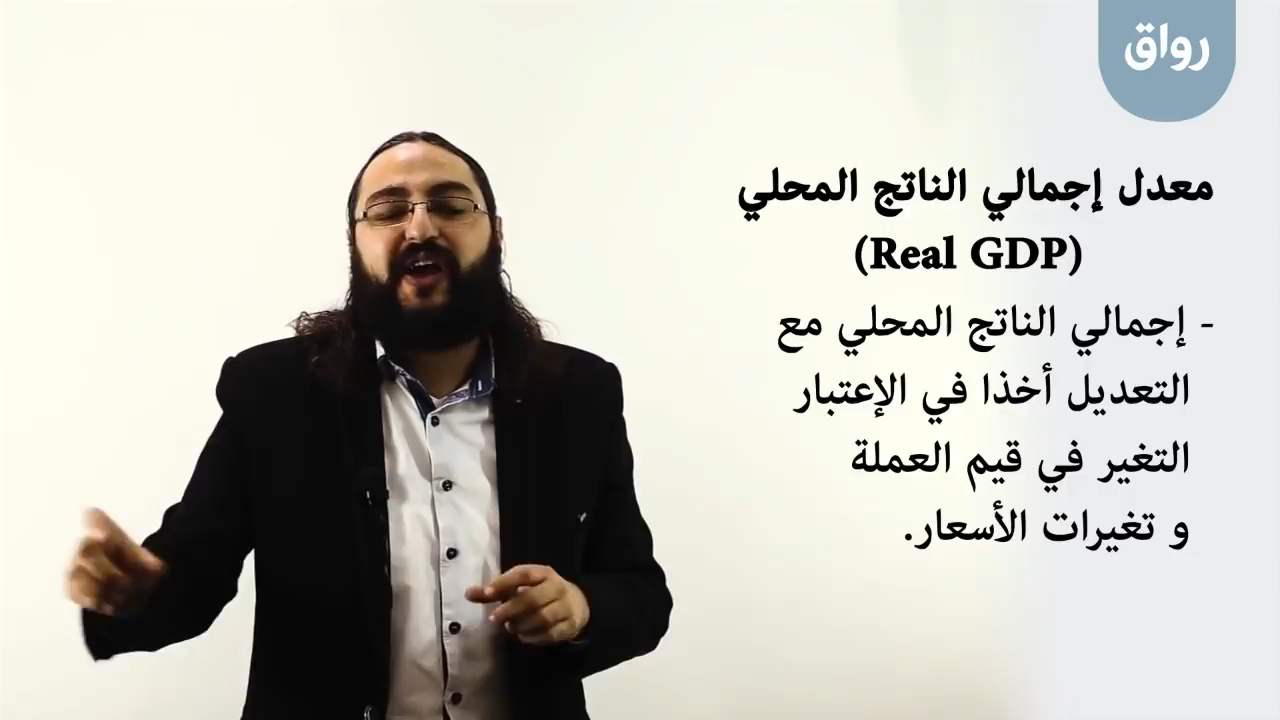 رواق
معدل إجمالي الناتج المحلي
(Real GDP)
- إجمالي الناتج المحلي مع
التعديل أخذا في الإعتبار
التغير في قيم العملة
و تغيرات الأسعار.